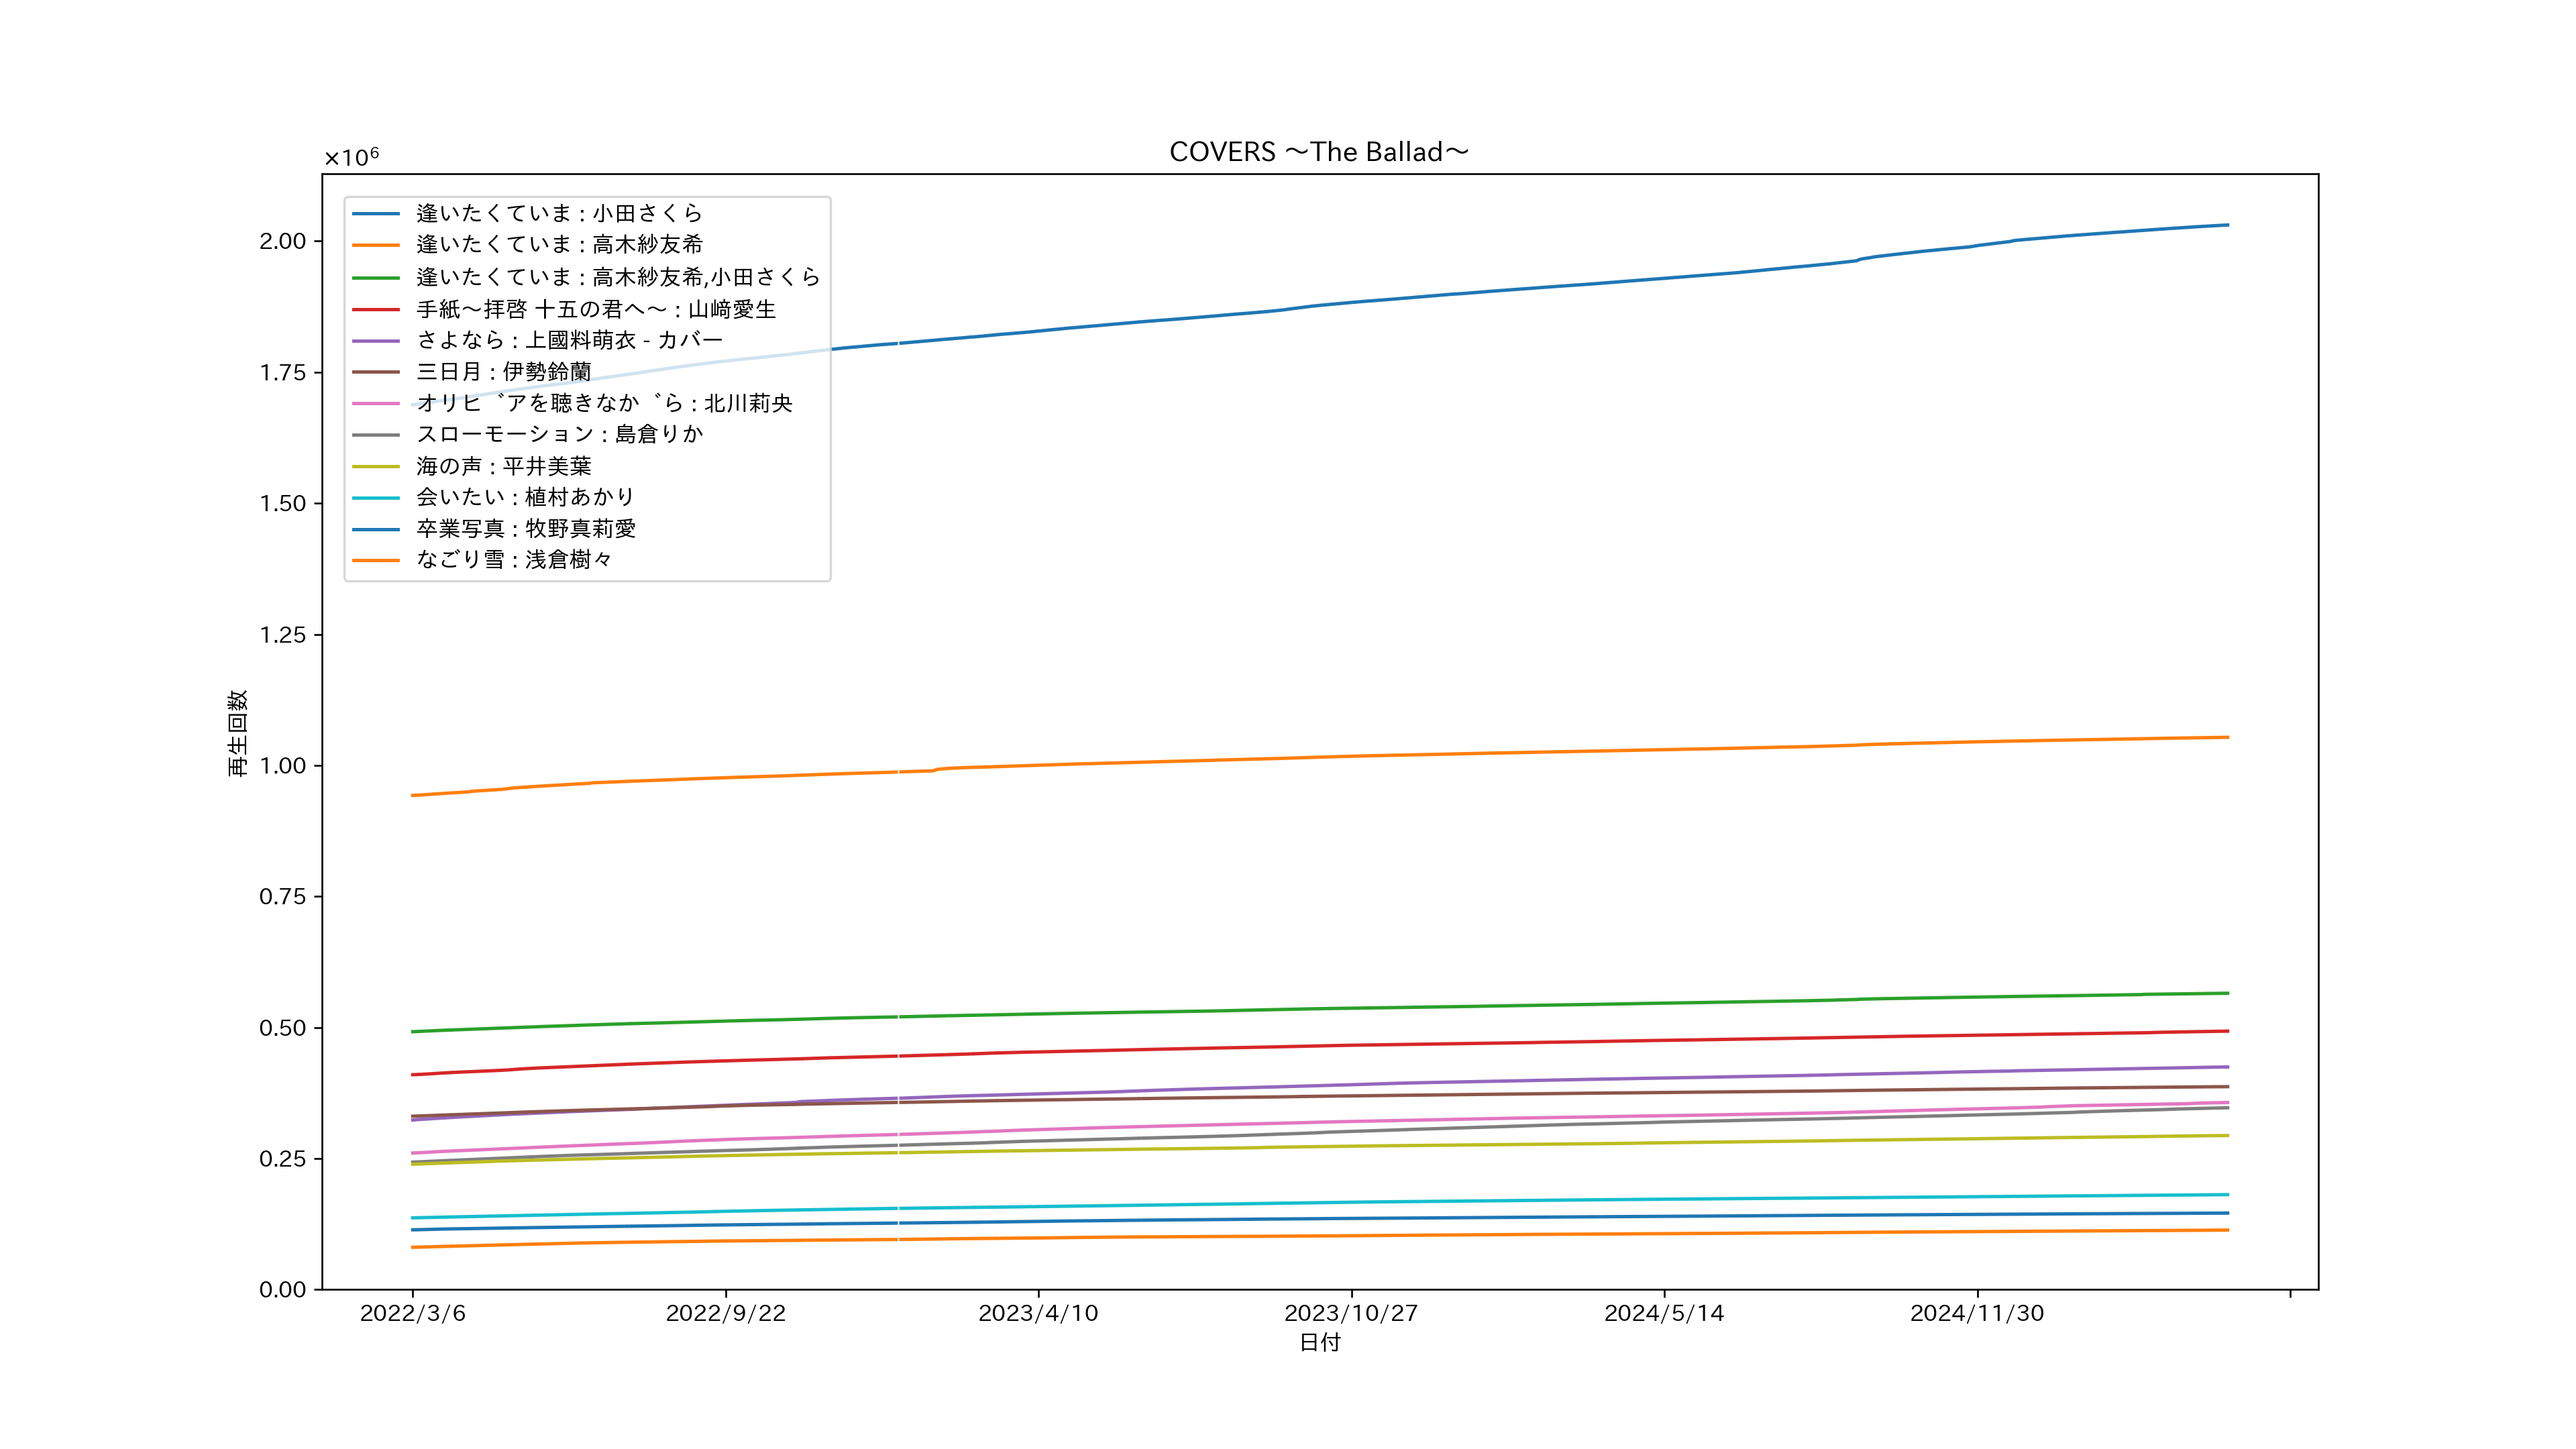 COVERS ～The Ballad～
×10⁶
2.00
1.75
1.50
1.25
1.00
0.75
0.50
0.25
0.00
再生回数
逢いたくていま : 小田さくら
逢いたくていま : 高木紗友希
逢いたくていま : 高木紗友希,小田さくら
手紙～拝啓 十五の君へ～ : 山﨑愛生
さよなら : 上國料萌衣 - カバー
三日月 : 伊勢鈴蘭
オリヒ゛アを聴きなか゛ら : 北川莉央
スローモーション : 島倉りか
海の声 : 平井美葉
会いたい : 植村あかり
卒業写真 : 牧野真莉愛
なごり雪 : 浅倉樹々
2022/3/6
2022/9/22
2023/4/10
2023/10/27
2024/5/14
2024/11/30
日付